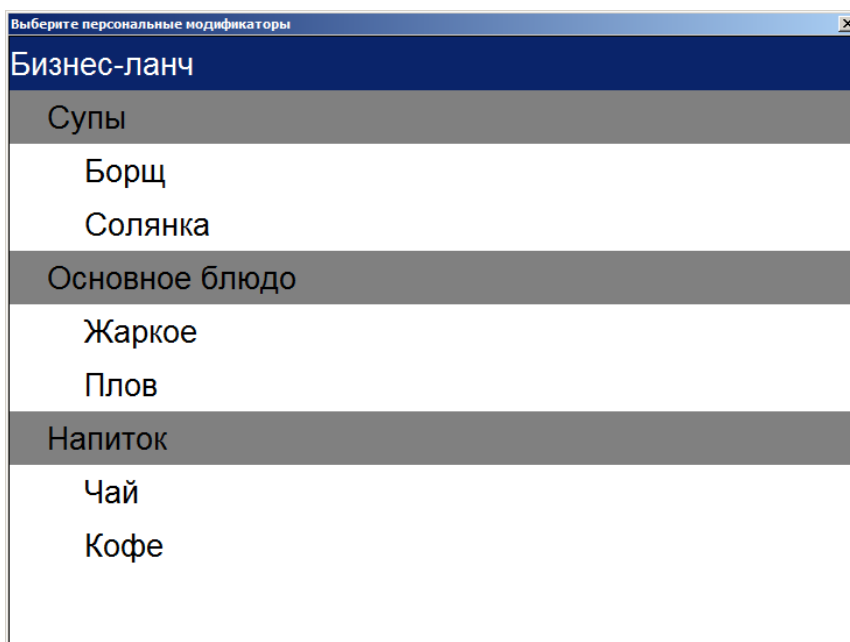 Выберите персональные модификаторы
Бизнес-ланч
Супы
Борщ
Солянка
Основное блюдо
Жаркое
Плов
Напиток
Чай
Кофе